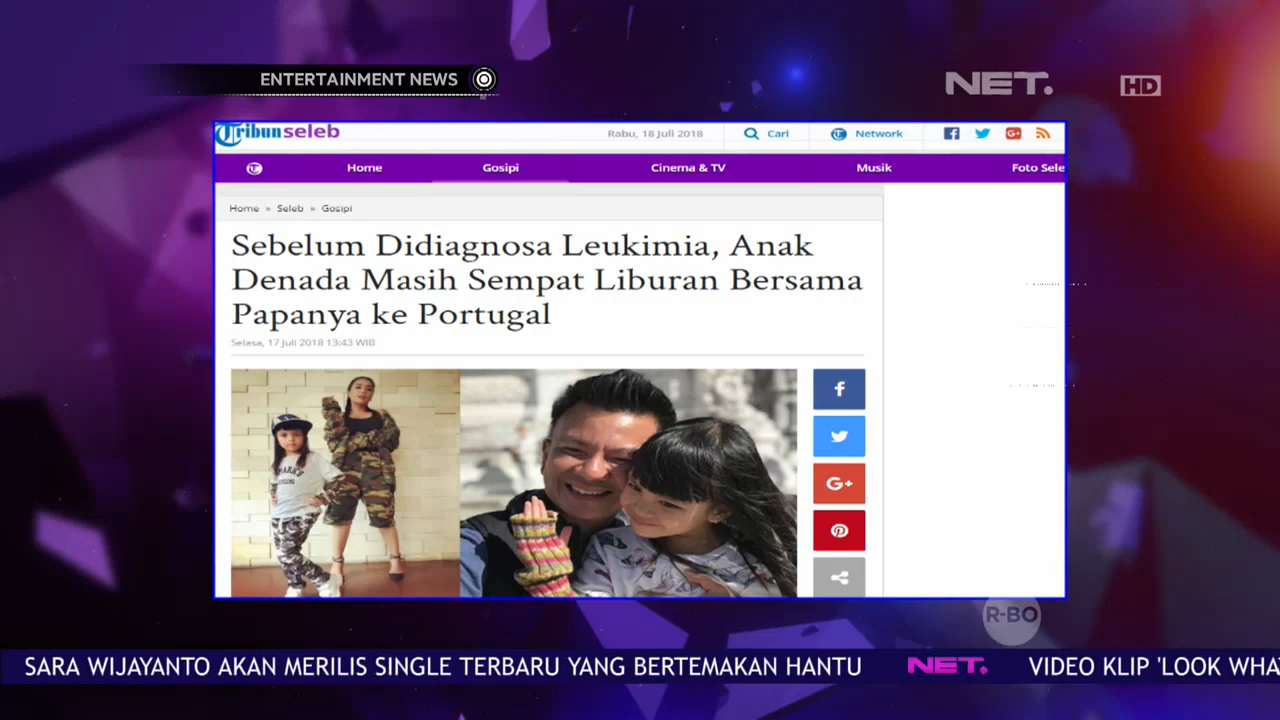 ENTERTAINMENT NEWS
NET.
HD
Tribunseleb
Rabu, 18 Juli 2018
Cari
Network
Home
Gosipi
Cinema & TV
Musik
Foto Sele
Home » Seleb » Gosipi
Sebelum Didiagnosa Leukimia, Anak
Denada Masih Sempat Liburan Bersama
Papanya ke Portugal
Selasa, 17 Juli 2018 13:43 WIB
G+
R-BO
SARA WIJAYANTO AKAN MERILIS SINGLE TERBARU YANG BERTEMAKAN HANTU
NET.
VIDEO KLIP 'LOOK WHA